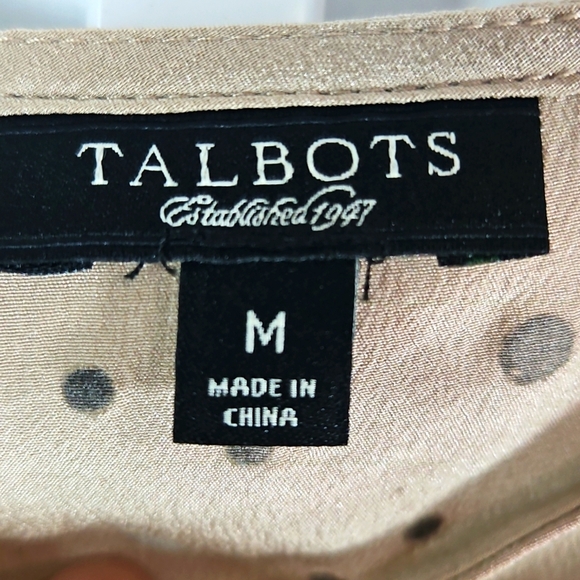 TALBOTS
Established 1947
M
MADE IN
CHINA